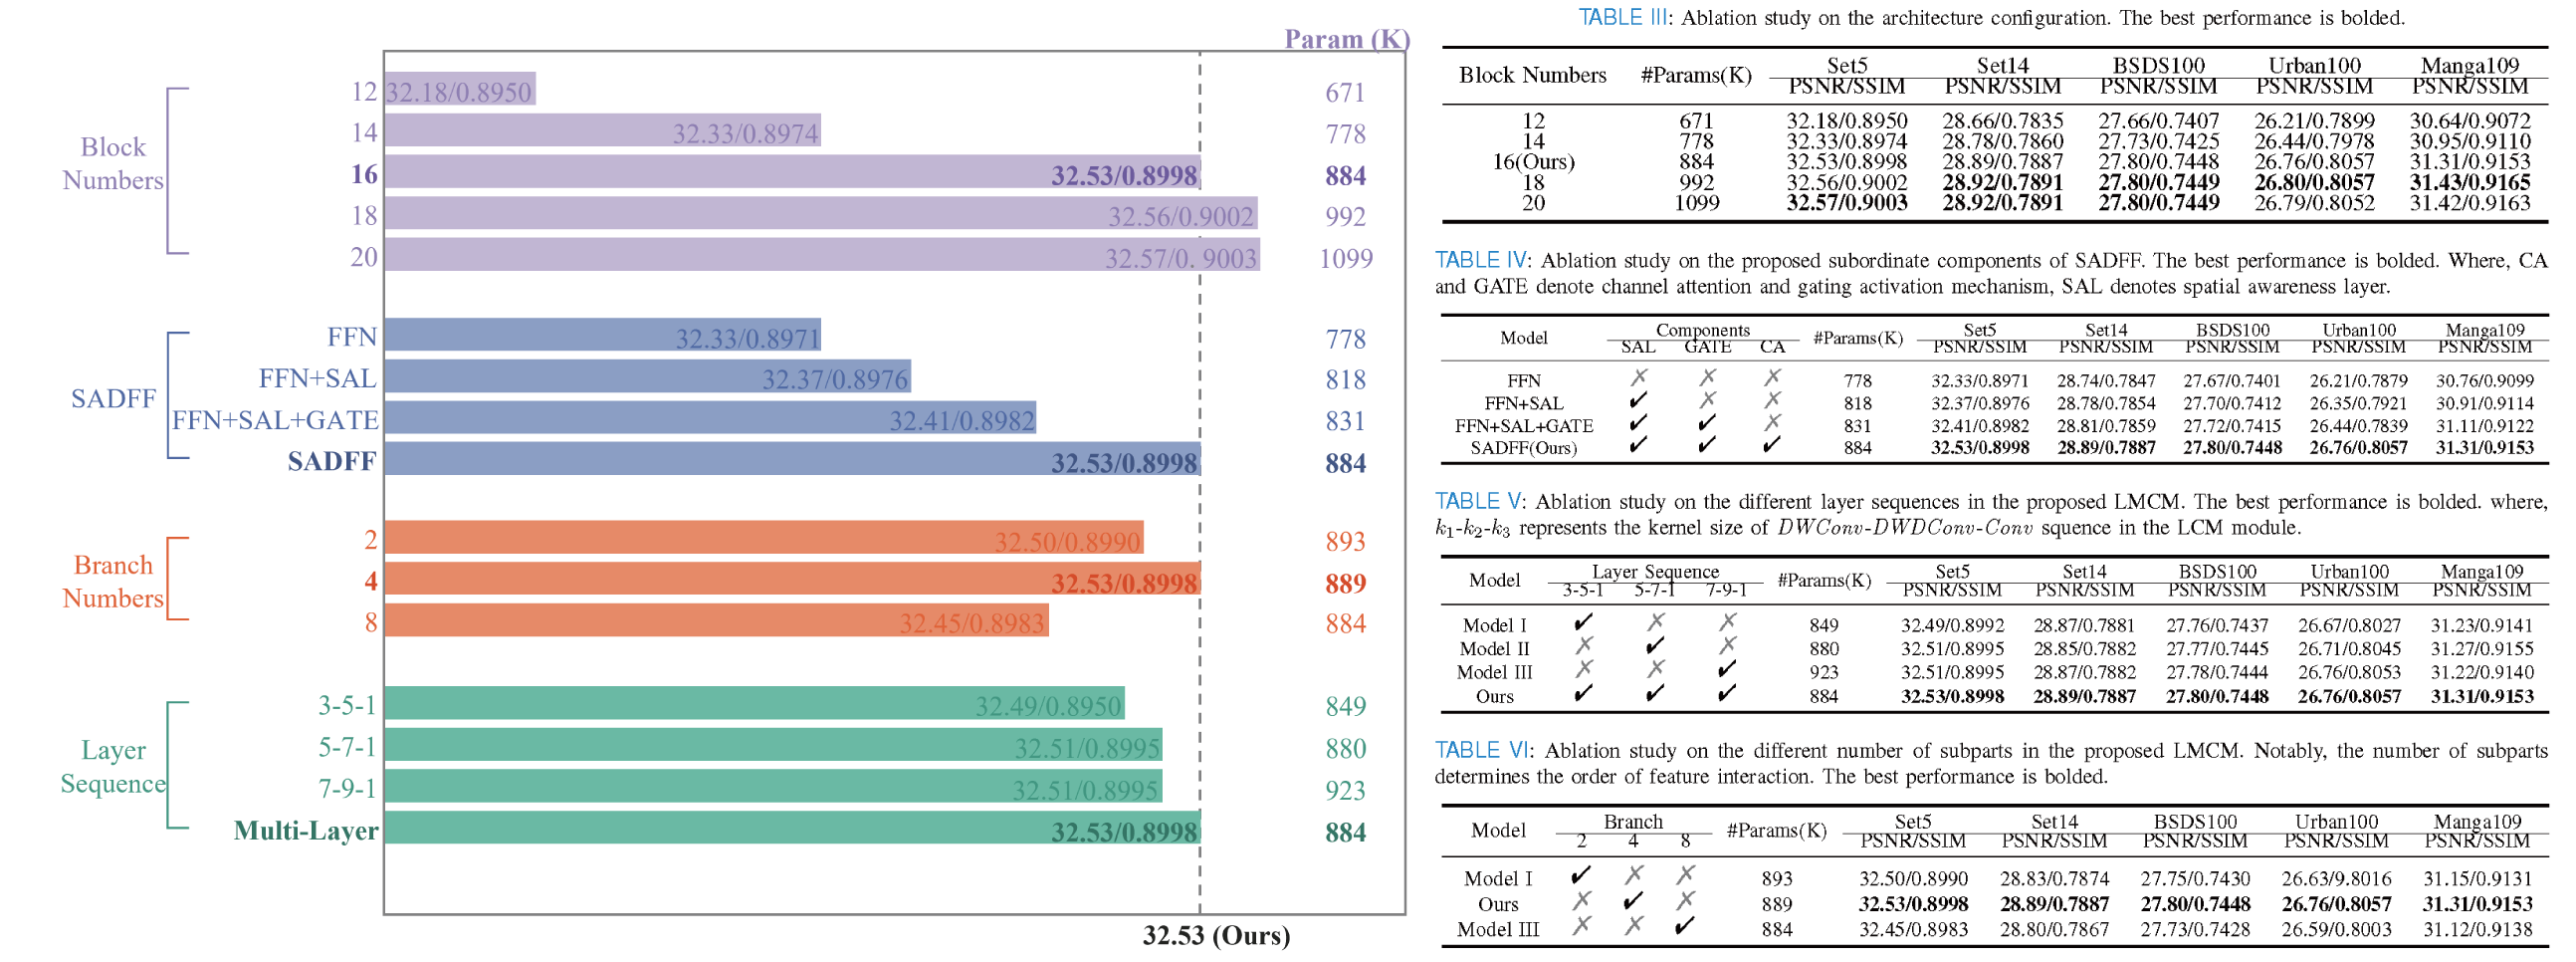 Param (K)
Block
Numbers
12 32.18/0.8950 671
14 32.33/0.8974 778
16 32.53/0.8998 884
18 32.56/0.9002 992
20 32.57/0. 9003 1099
SADFF
FFN 32.33/0.8971 778
FFN+SAL 32.37/0.8976 818
FFN+SAL+GATE 32.41/0.8982 831
SADFF 32.53/0.8998 884
Branch
Numbers
2 32.50/0.8990 893
4 32.53/0.8998 889
8 32.45/0.8983 884
Layer
Sequence
3-5-1 32.49/0.8950 849
5-7-1 32.51/0.8995 880
7-9-1 32.51/0.8995 923
Multi-Layer 32.53/0.8998 884
32.53 (Ours)
TABLE III: Ablation study on the architecture configuration. The best performance is bolded.
Block Numbers #Params(K) Set5 Set14 BSDS100 Urban100 Manga109
PSNR/SSIM PSNR/SSIM PSNR/SSIM PSNR/SSIM PSNR/SSIM
12 671 32.18/0.8950 28.66/0.7835 27.66/0.7407 26.21/0.7899 30.64/0.9072
14 778 32.33/0.8974 28.78/0.7860 27.73/0.7425 26.44/0.7978 30.95/0.9110
16(Ours) 884 32.53/0.8998 28.89/0.7887 27.80/0.7448 26.76/0.8057 31.31/0.9153
18 992 32.56/0.9002 28.92/0.7891 27.80/0.7449 26.80/0.8057 31.43/0.9165
20 1099 32.57/0.9003 28.92/0.7891 27.80/0.7449 26.79/0.8052 31.42/0.9163
TABLE IV: Ablation study on the proposed subordinate components of SADFF. The best performance is bolded. Where, CA
and GATE denote channel attention and gating activation mechanism, SAL denotes spatial awareness layer.
Model Components #Params(K) Set5 Set14 BSDS100 Urban100 Manga109
SAL GATE CA PSNR/SSIM PSNR/SSIM PSNR/SSIM PSNR/SSIM PSNR/SSIM
FFN ✗ ✗ ✗ 778 32.33/0.8971 28.74/0.7847 27.67/0.7401 26.21/0.7879 30.76/0.9099
FFN+SAL ✓ ✗ ✗ 818 32.37/0.8976 28.78/0.7854 27.70/0.7412 26.35/0.7921 30.91/0.9114
FFN+SAL+GATE ✓ ✓ ✗ 831 32.41/0.8982 28.81/0.7859 27.72/0.7415 26.44/0.7839 31.11/0.9122
SADFF(Ours) ✓ ✓ ✓ 884 32.53/0.8998 28.89/0.7887 27.80/0.7448 26.76/0.8057 31.31/0.9153
TABLE V: Ablation study on the different layer sequences in the proposed LMCM. The best performance is bolded. where,
k₁-k₂-k₃ represents the kernel size of DWConv-DWDConv-Conv squence in the LCM module.
Model Layer Sequence #Params(K) Set5 Set14 BSDS100 Urban100 Manga109
3-5-1 5-7-1 7-9-1 PSNR/SSIM PSNR/SSIM PSNR/SSIM PSNR/SSIM PSNR/SSIM
Model I ✓ ✗ ✗ 849 32.49/0.8992 28.87/0.7881 27.76/0.7437 26.67/0.8027 31.23/0.9141
Model II ✗ ✓ ✗ 880 32.51/0.8995 28.85/0.7882 27.77/0.7445 26.71/0.8045 31.27/0.9155
Model III ✗ ✗ ✓ 923 32.51/0.8995 28.87/0.7882 27.78/0.7444 26.76/0.8053 31.22/0.9140
Ours ✓ ✓ ✓ 884 32.53/0.8998 28.89/0.7887 27.80/0.7448 26.76/0.8057 31.31/0.9153
TABLE VI: Ablation study on the different number of subparts in the proposed LMCM. Notably, the number of subparts
determines the order of feature interaction. The best performance is bolded.
Model Branch #Params(K) Set5 Set14 BSDS100 Urban100 Manga109
2 4 8 PSNR/SSIM PSNR/SSIM PSNR/SSIM PSNR/SSIM PSNR/SSIM
Model I ✓ ✗ ✗ 893 32.50/0.8990 28.83/0.7874 27.75/0.7430 26.63/9.8016 31.15/0.9131
Ours ✗ ✓ ✗ 889 32.53/0.8998 28.89/0.7887 27.80/0.7448 26.76/0.8057 31.31/0.9153
Model III ✗ ✗ ✓ 884 32.45/0.8983 28.80/0.7867 27.73/0.7428 26.59/0.8003 31.12/0.9138